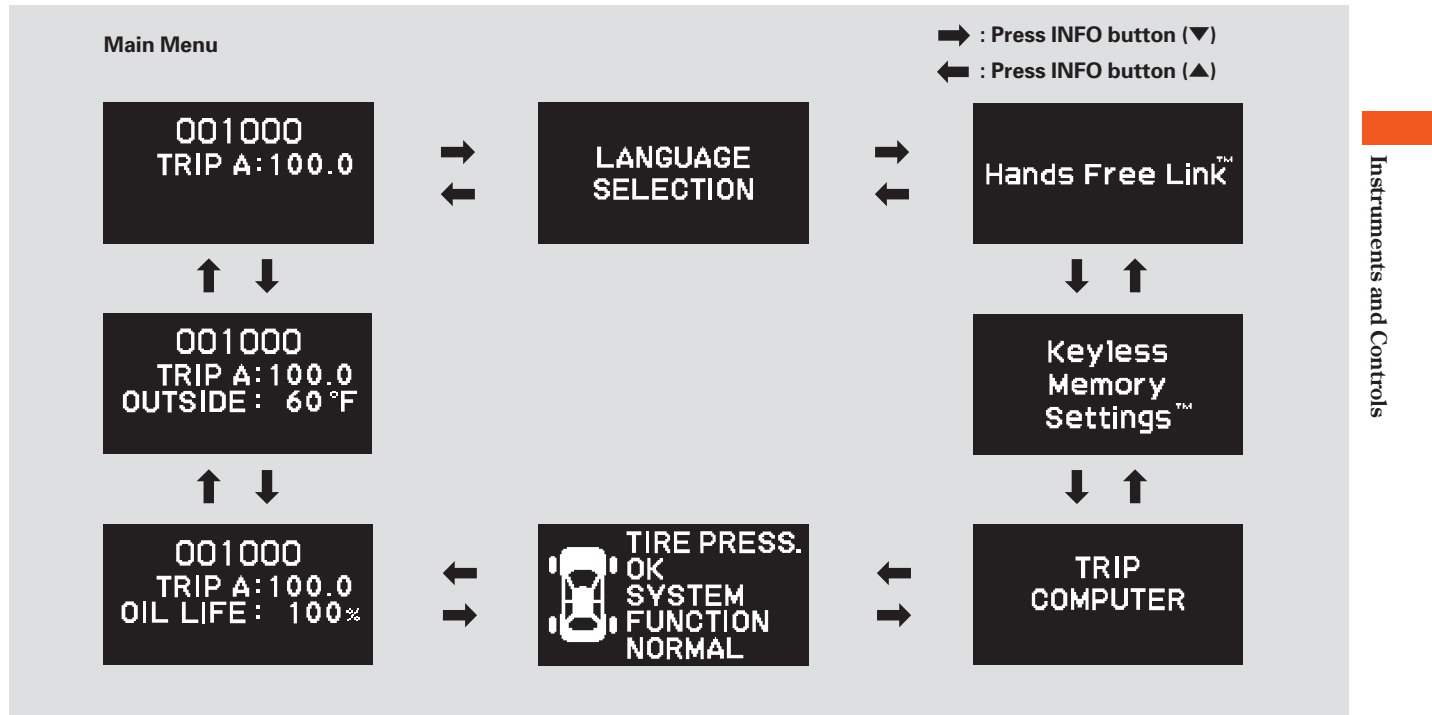 Main Menu
➡ : Press INFO button (▼)
⬅ : Press INFO button (▲)
001000
TRIP A:100.0
LANGUAGE
SELECTION
Hands Free Link™
001000
TRIP A:100.0
OUTSIDE: 60°F
Keyless
Memory
Settings™
001000
TRIP A:100.0
OIL LIFE: 100%
TIRE PRESS.
OK
SYSTEM
FUNCTION
NORMAL
TRIP
COMPUTER
Instruments and Controls